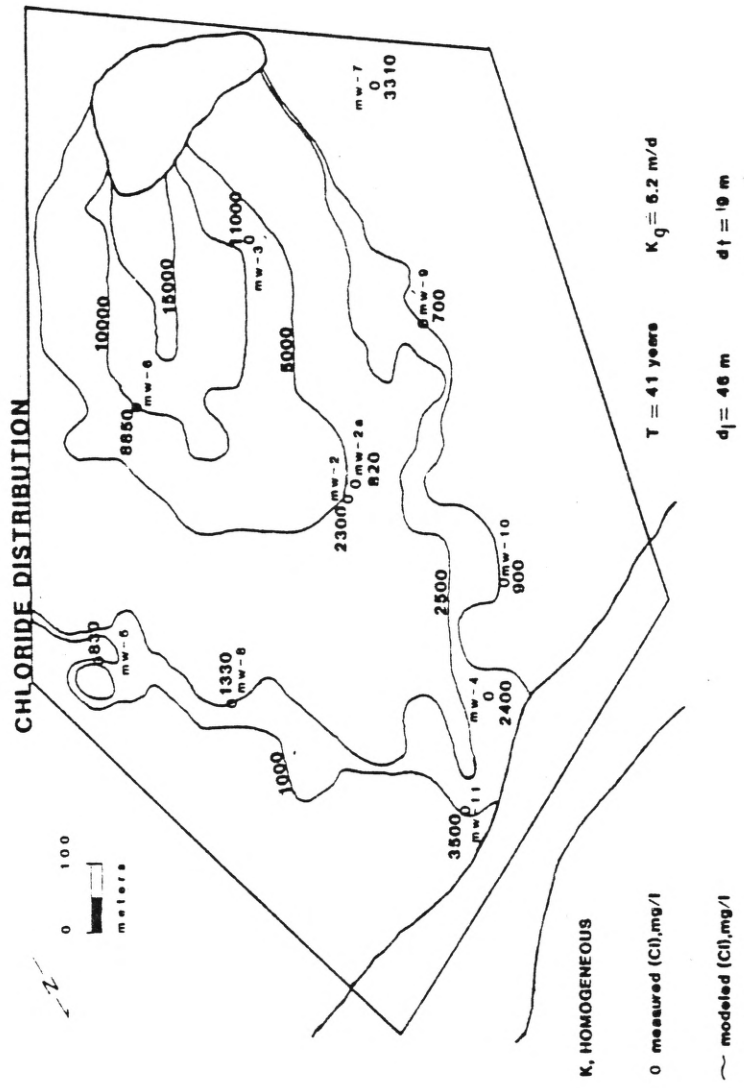 CHLORIDE DISTRIBUTION
0 100
meters
10000
15000
8850
mw-6
11000
mw-3
5000
mw-7
3310
mw-2
2300
mw-2a
820
mw-9
700
3830
mw-5
1330
mw-8
1000
2500
mw-10
900
mw-4
2400
3500
mw-11
K, HOMOGENEOUS
0 measured (Cl),mg/l
~ modeled (Cl),mg/l
T = 41 years
Kg = 6.2 m/d
dl = 46 m
dt = 19 m